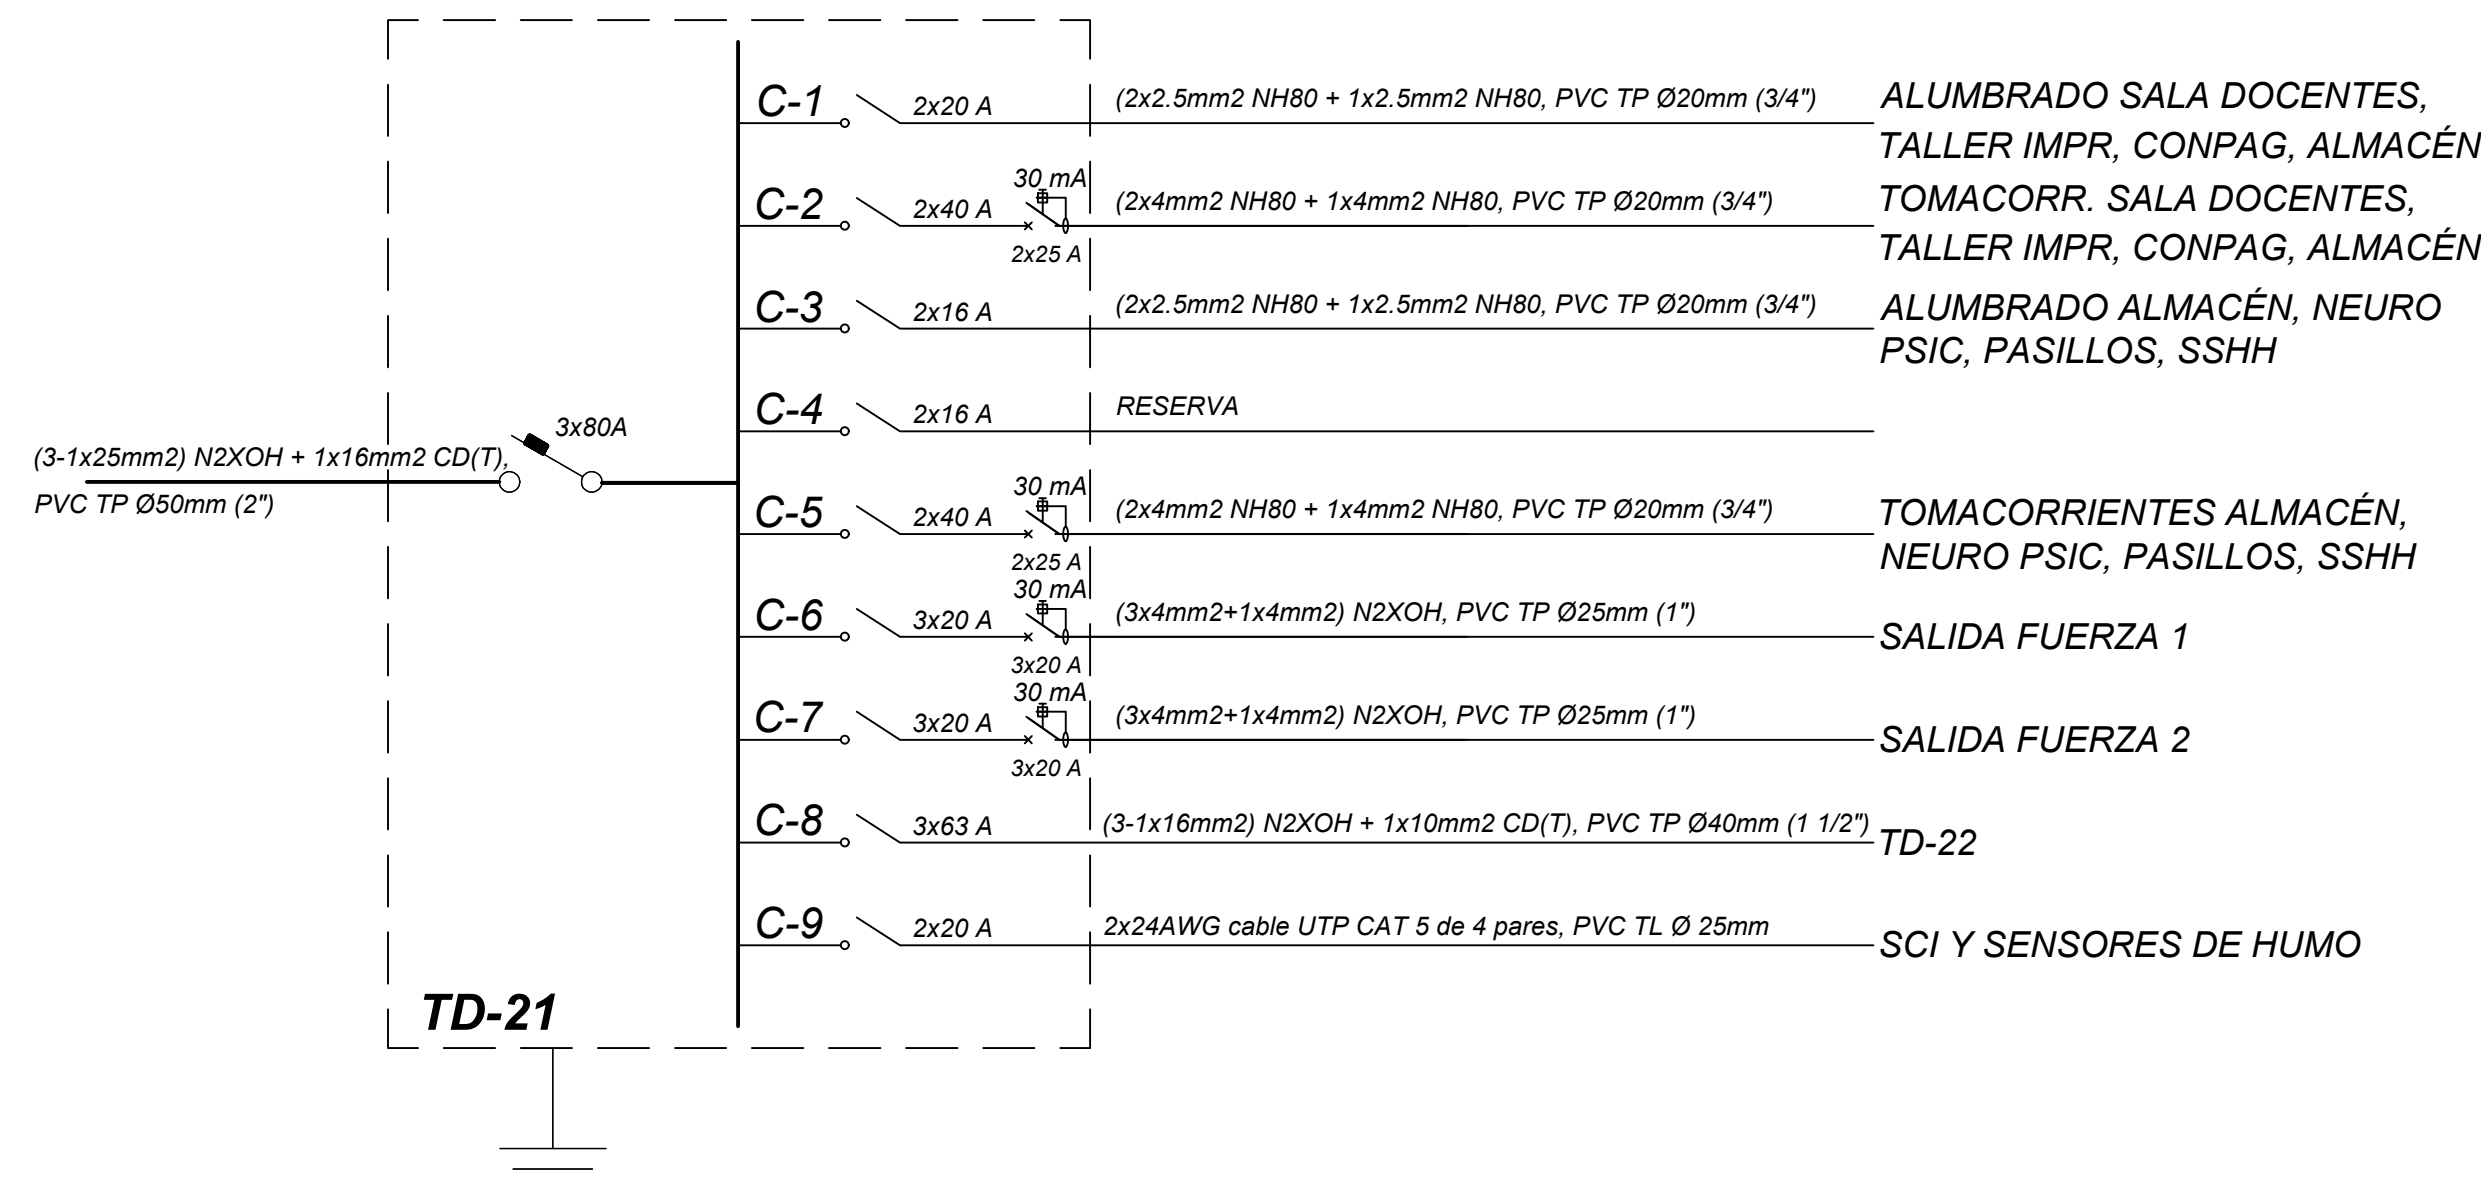 C-1
2x20 A
(2x2.5mm2 NH80 + 1x2.5mm2 NH80, PVC TP Ø20mm (3/4")
ALUMBRADO SALA DOCENTES,
TALLER IMPR, CONPAG, ALMACÉN
C-2
2x40 A
30 mA
2x25 A
(2x4mm2 NH80 + 1x4mm2 NH80, PVC TP Ø20mm (3/4")
TOMACORR. SALA DOCENTES,
TALLER IMPR, CONPAG, ALMACÉN
C-3
2x16 A
(2x2.5mm2 NH80 + 1x2.5mm2 NH80, PVC TP Ø20mm (3/4")
ALUMBRADO ALMACÉN, NEURO
PSIC, PASILLOS, SSHH
C-4
2x16 A
RESERVA
3x80A
(3-1x25mm2) N2XOH + 1x16mm2 CD(T),
PVC TP Ø50mm (2")
C-5
2x40 A
30 mA
2x25 A
(2x4mm2 NH80 + 1x4mm2 NH80, PVC TP Ø20mm (3/4")
TOMACORRIENTES ALMACÉN,
NEURO PSIC, PASILLOS, SSHH
C-6
3x20 A
30 mA
3x20 A
(3x4mm2+1x4mm2) N2XOH, PVC TP Ø25mm (1")
SALIDA FUERZA 1
C-7
3x20 A
30 mA
3x20 A
(3x4mm2+1x4mm2) N2XOH, PVC TP Ø25mm (1")
SALIDA FUERZA 2
C-8
3x63 A
(3-1x16mm2) N2XOH + 1x10mm2 CD(T), PVC TP Ø40mm (1 1/2")
TD-22
C-9
2x20 A
2x24AWG cable UTP CAT 5 de 4 pares, PVC TL Ø 25mm
SCI Y SENSORES DE HUMO
TD-21